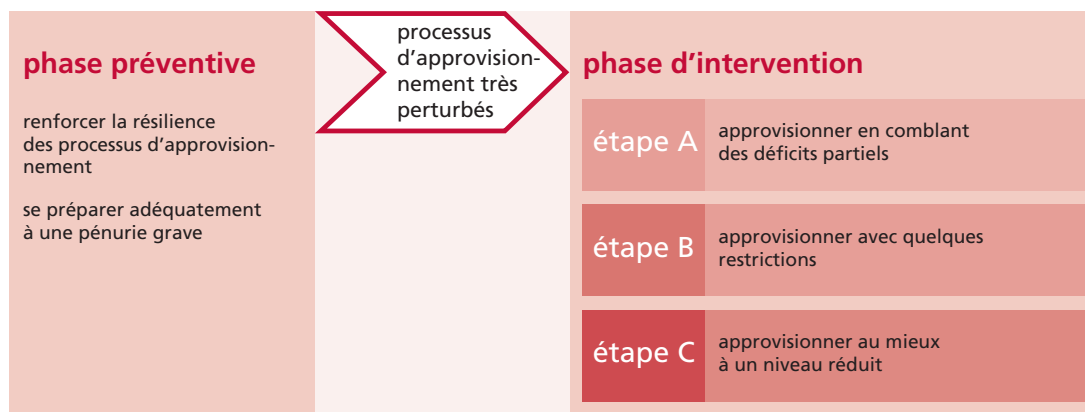 phase préventive
renforcer la résilience
des processus d’approvision-
nement
se préparer adéquatement
à une pénurie grave
processus
d’approvision-
nement très
perturbés
phase d’intervention
étape A
approvisionner en comblant
des déficits partiels
étape B
approvisionner avec quelques
restrictions
étape C
approvisionner au mieux
à un niveau réduit